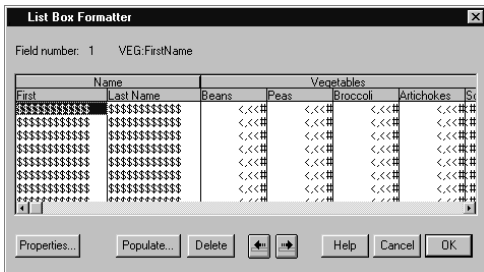 List Box Formatter
Field number: 1 VEG:FirstName
Name Vegetables
First Last Name Beans Peas Broccoli Artichokes
$$$$$$$$$$$$ $$$$$$$$$$$$ <,<<# <,<<# <,<<# <,<<# #
$$$$$$$$$$$$ $$$$$$$$$$$$ <,<<# <,<<# <,<<# <,<<# #
$$$$$$$$$$$$ $$$$$$$$$$$$ <,<<# <,<<# <,<<# <,<<# #
$$$$$$$$$$$$ $$$$$$$$$$$$ <,<<# <,<<# <,<<# <,<<# #
$$$$$$$$$$$$ $$$$$$$$$$$$ <,<<# <,<<# <,<<# <,<<# #
$$$$$$$$$$$$ $$$$$$$$$$$$ <,<<# <,<<# <,<<# <,<<# #
$$$$$$$$$$$$ $$$$$$$$$$$$ <,<<# <,<<# <,<<# <,<<# #
Properties... Populate... Delete Help Cancel OK